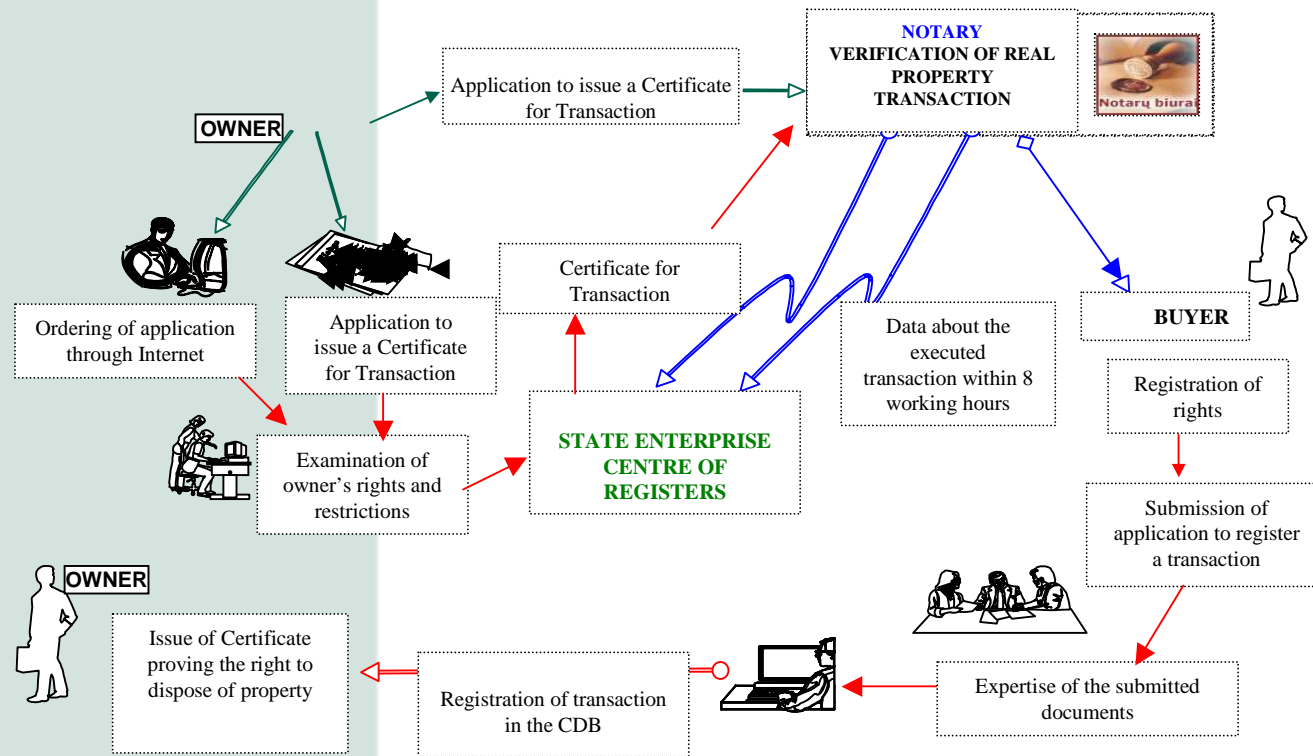 NOTARY
VERIFICATION OF REAL
PROPERTY
TRANSACTION
Notarų biurai
Application to issue a Certificate
for Transaction
OWNER
Certificate for
Transaction
Ordering of application
through Internet
Application to
issue a Certificate
for Transaction
Data about the
executed
transaction within 8
working hours
BUYER
Registration of
rights
Examination of
owner’s rights and
restrictions
STATE ENTERPRISE
CENTRE OF
REGISTERS
Submission of
application to register
a transaction
OWNER
Issue of Certificate
proving the right to
dispose of property
Registration of transaction
in the CDB
Expertise of the submitted
documents